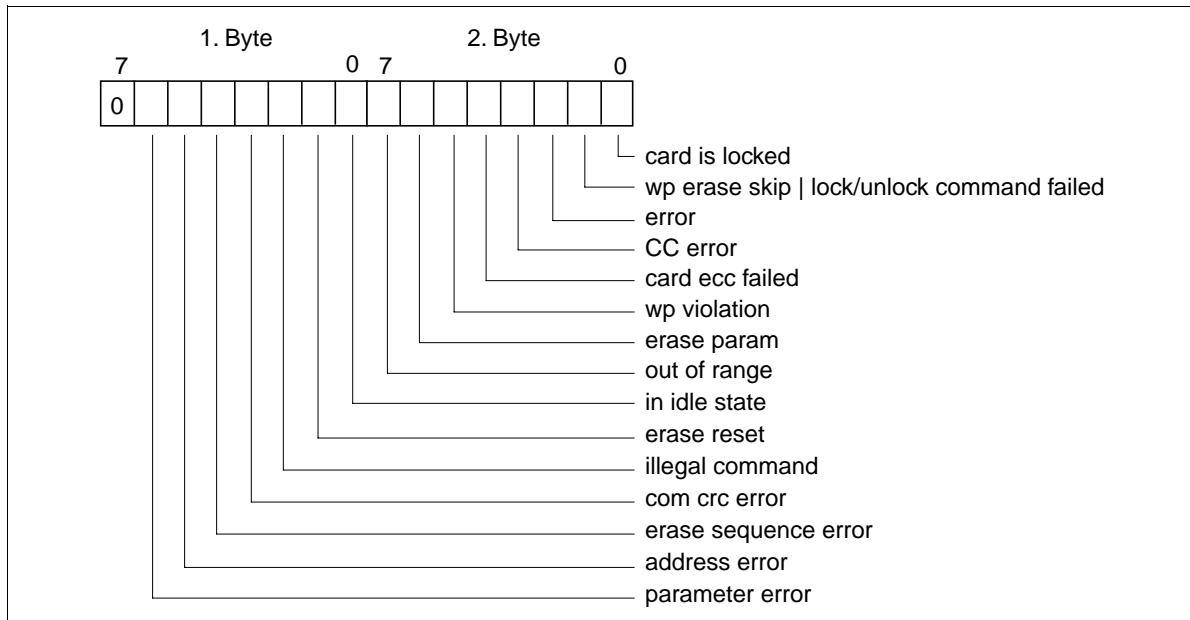 1. Byte 2. Byte
7 0 7 0
0
card is locked
wp erase skip | lock/unlock command failed
error
CC error
card ecc failed
wp violation
erase param
out of range
in idle state
erase reset
illegal command
com crc error
erase sequence error
address error
parameter error